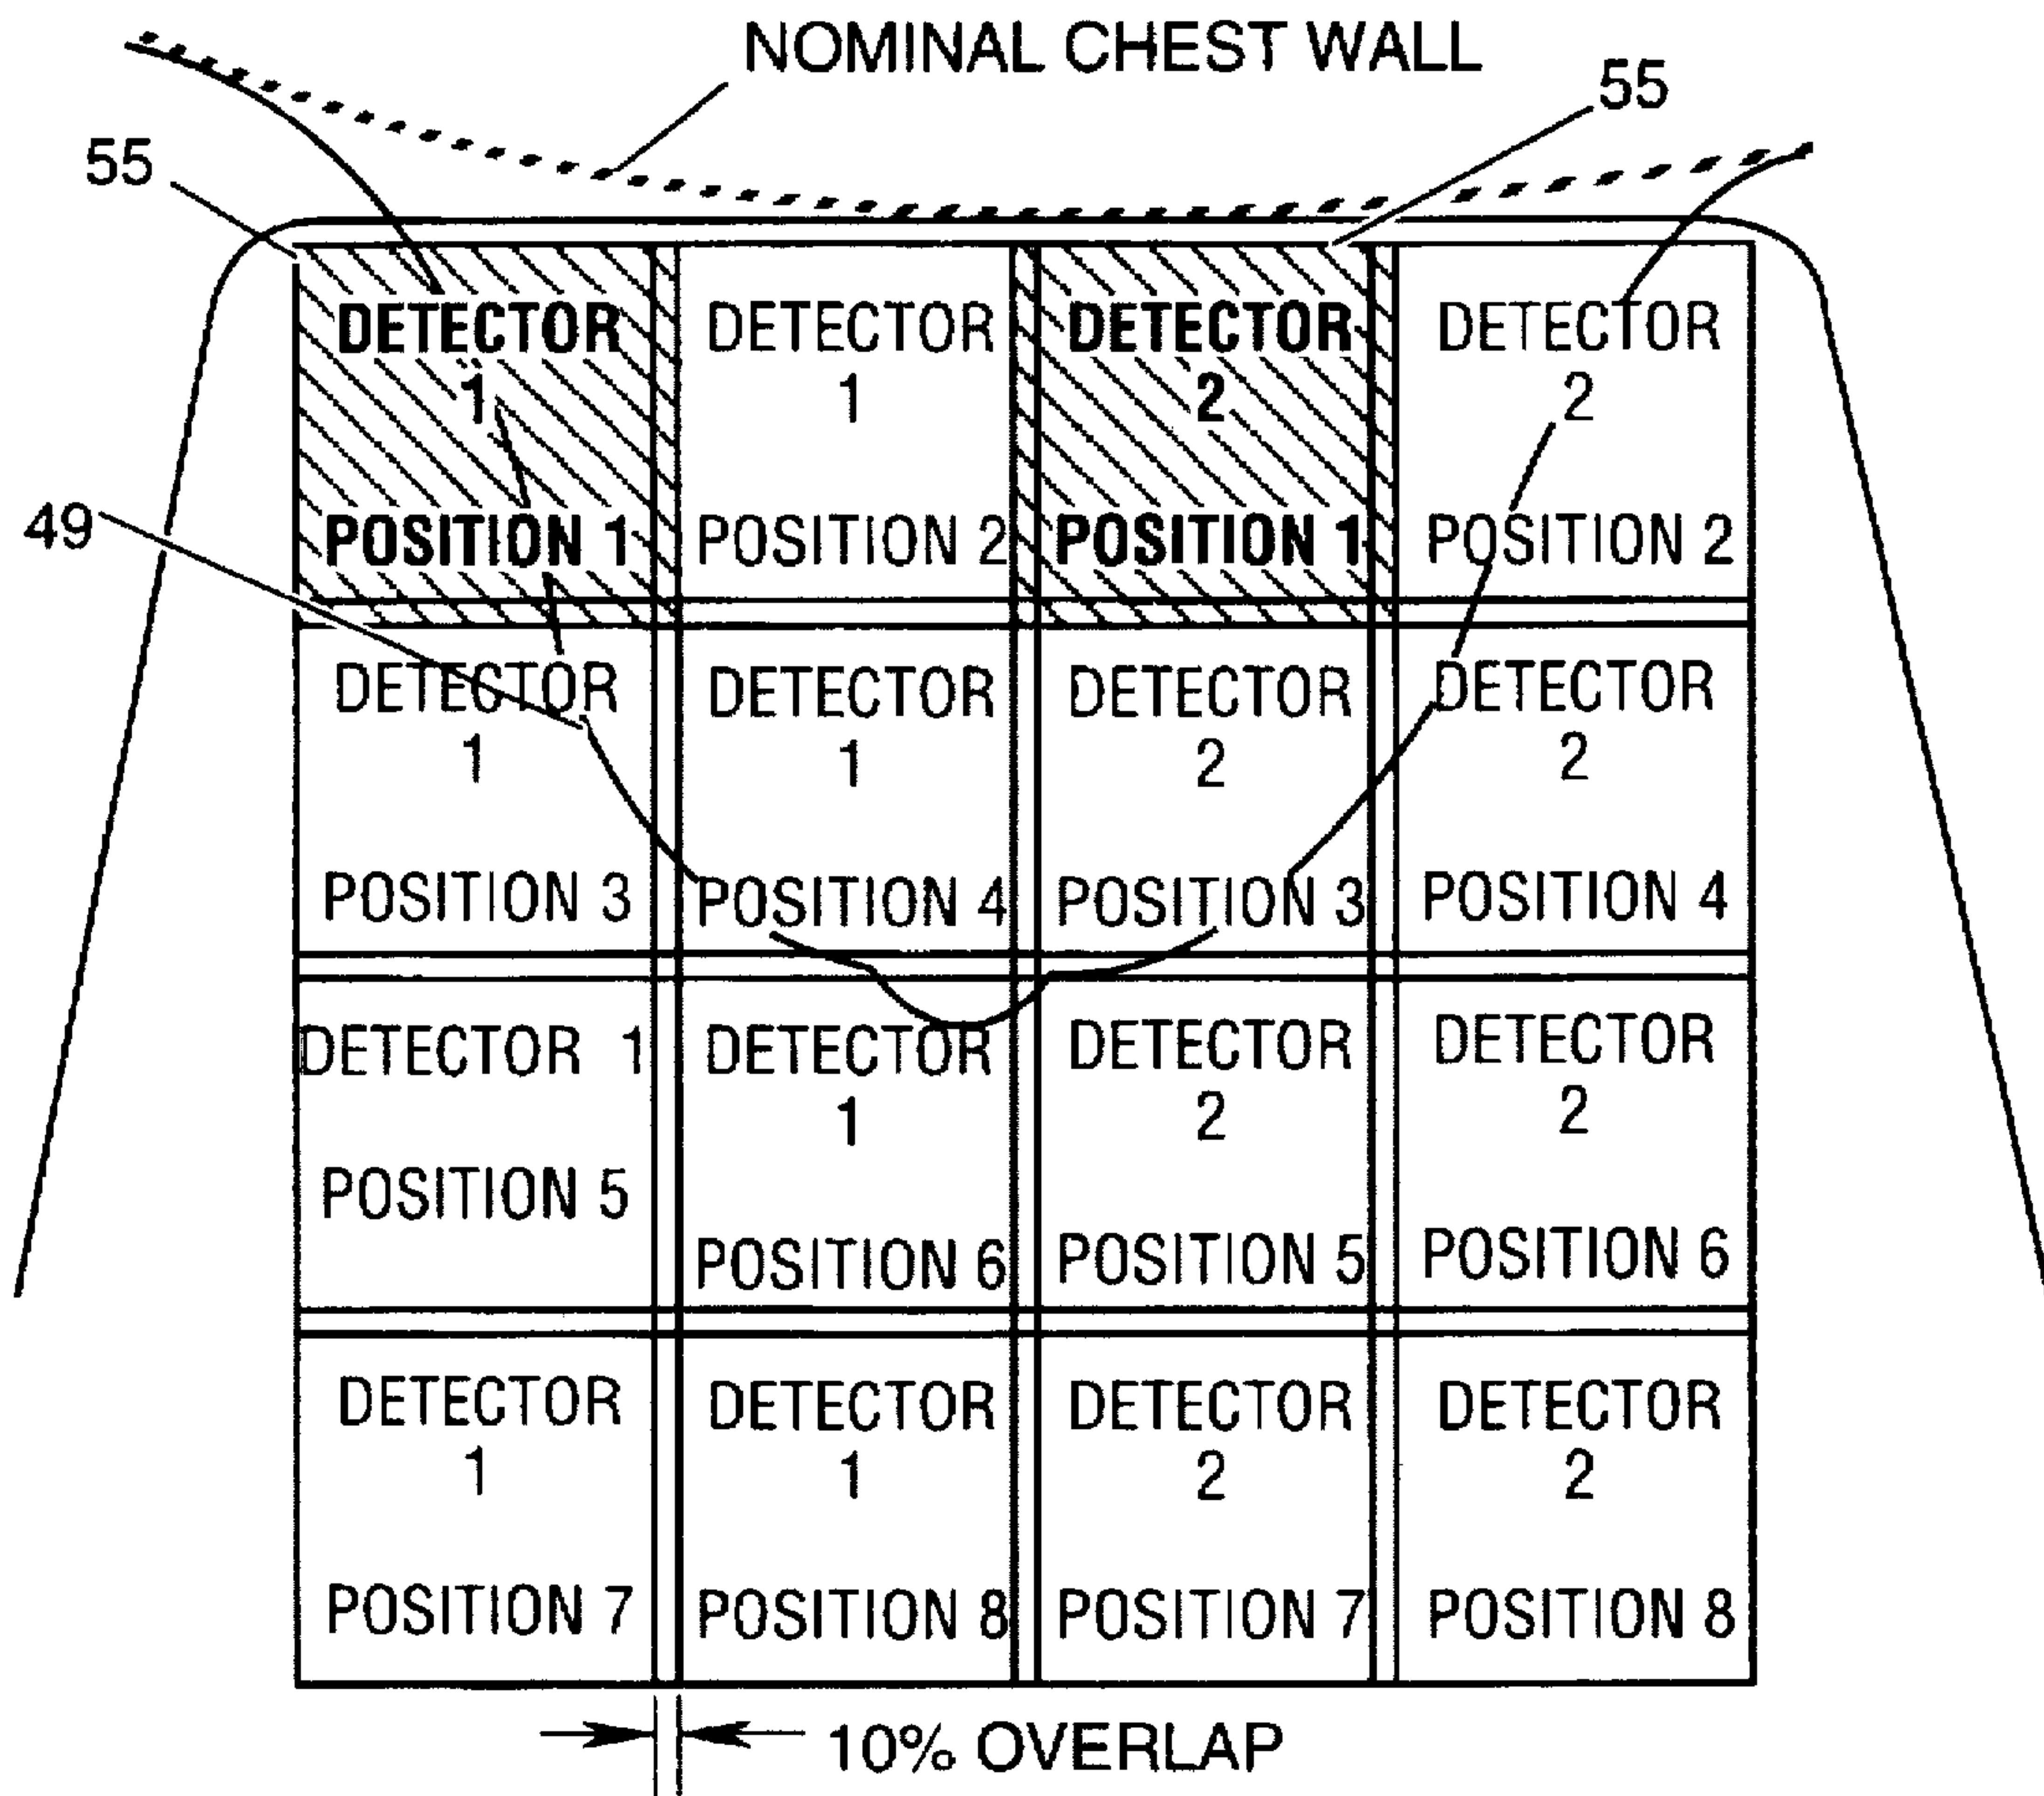 NOMINAL CHEST WALL
55
55
DETECTOR
1
POSITION 1
DETECTOR
1
POSITION 2
DETECTOR
2
POSITION 1
DETECTOR
2
POSITION 2
49
DETECTOR
1
POSITION 3
DETECTOR
1
POSITION 4
DETECTOR
2
POSITION 3
DETECTOR
2
POSITION 4
DETECTOR 1
POSITION 5
DETECTOR
1
POSITION 6
DETECTOR
2
POSITION 5
DETECTOR
2
POSITION 6
DETECTOR
1
POSITION 7
DETECTOR
1
POSITION 8
DETECTOR
2
POSITION 7
DETECTOR
2
POSITION 8
10% OVERLAP